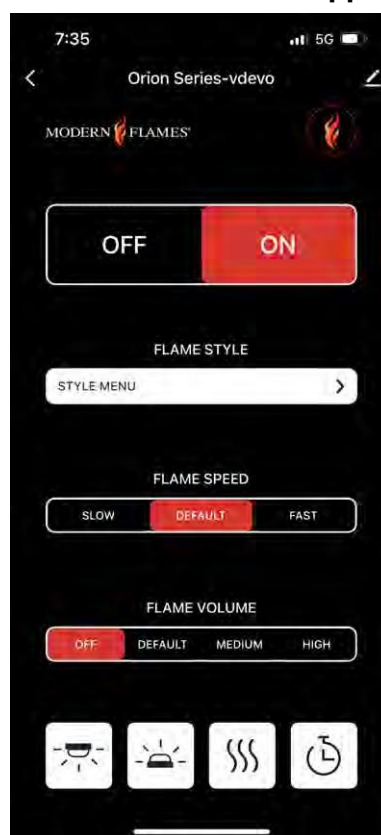 7:35 5G
Orion Series-vdevo
MODERN FLAMES
OFF ON
FLAME STYLE
STYLE MENU
FLAME SPEED
SLOW DEFAULT FAST
FLAME VOLUME
OFF DEFAULT MEDIUM HIGH